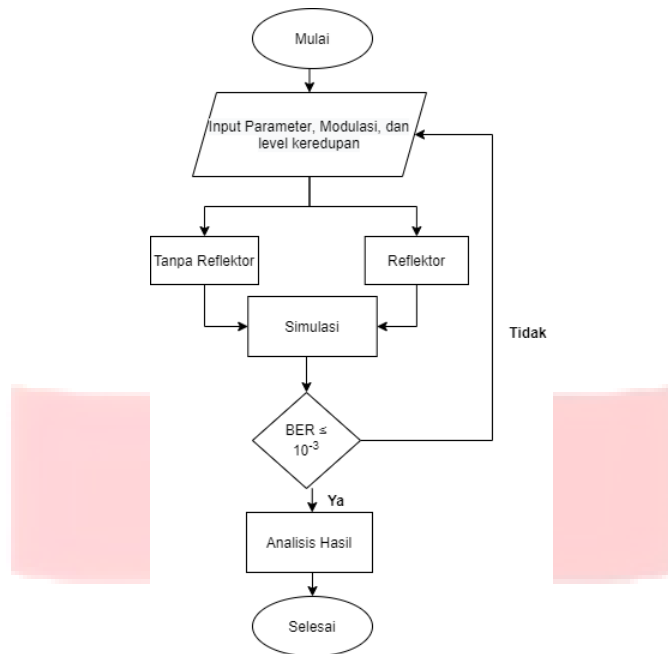 Mulai
Input Parameter, Modulasi, dan
level keredupan
Tanpa Reflektor
Reflektor
Simulasi
Tidak
BER ≤
10⁻³
Ya
Analisis Hasil
Selesai